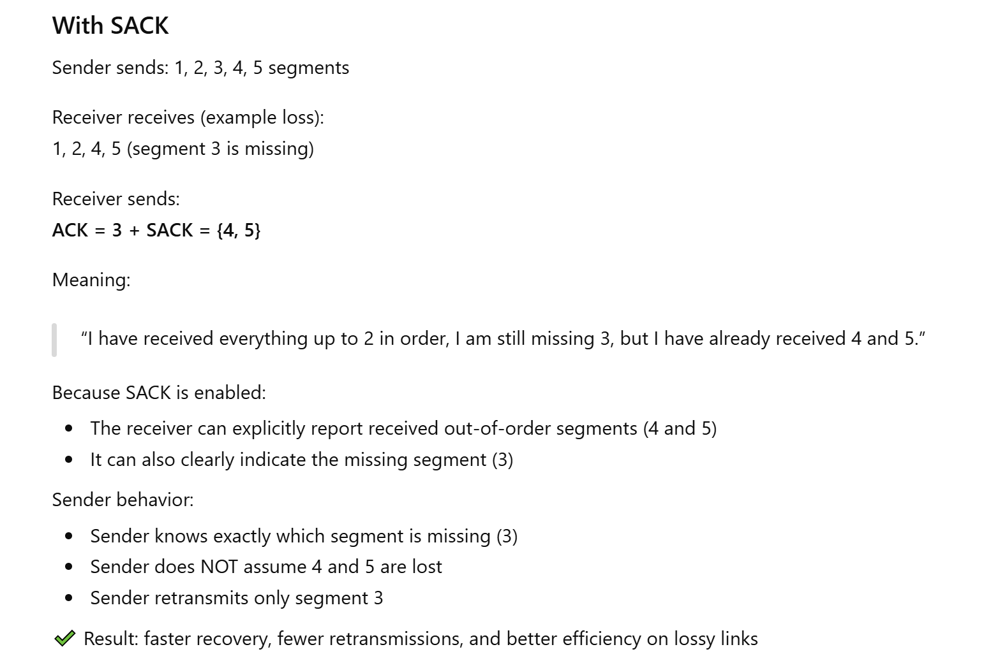 With SACK
Sender sends: 1, 2, 3, 4, 5 segments
Receiver receives (example loss):
1, 2, 4, 5 (segment 3 is missing)
Receiver sends:
ACK = 3 + SACK = {4, 5}
Meaning:
“I have received everything up to 2 in order, I am still missing 3, but I have already received 4 and 5.”
Because SACK is enabled:
• The receiver can explicitly report received out-of-order segments (4 and 5)
• It can also clearly indicate the missing segment (3)
Sender behavior:
• Sender knows exactly which segment is missing (3)
• Sender does NOT assume 4 and 5 are lost
• Sender retransmits only segment 3
✔ Result: faster recovery, fewer retransmissions, and better efficiency on lossy links